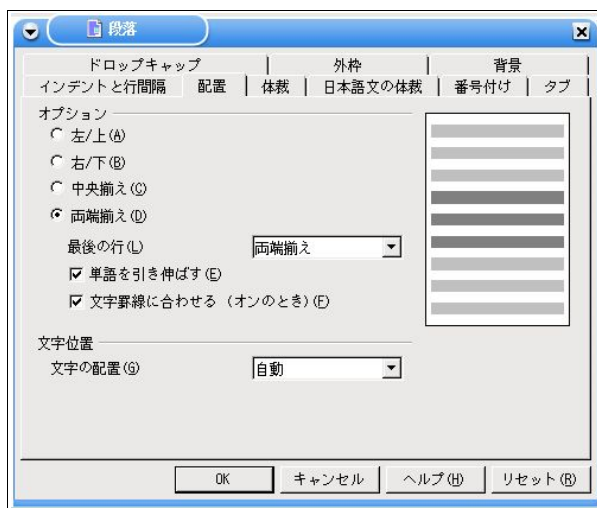 段落
ドロップキャップ 外枠 背景
インデントと行間隔 配置 体裁 日本語文の体裁 番号付け タブ
オプション
左/上(A)
右/下(B)
中央揃え(C)
両端揃え(D)
最後の行(L) 両端揃え
単語を引き伸ばす(E)
文字罫線に合わせる (オンのとき)(F)
文字位置
文字の配置(G) 自動
OK キャンセル ヘルプ(H) リセット(R)